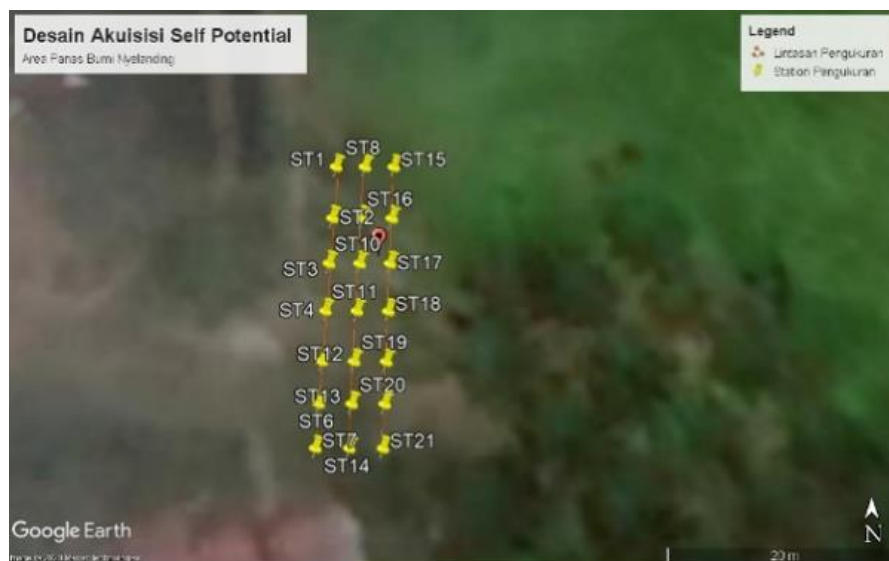 Desain Akuisisi Self Potential
Area Panas Bumi Nyelanding
Legend
Lintasan Pengukuran
Station Pengukuran
ST1
ST8
ST15
ST2
ST16
ST3
ST10
ST17
ST4
ST11
ST18
ST12
ST19
ST13
ST20
ST6
ST7
ST14
ST21
Google Earth
N
20 m